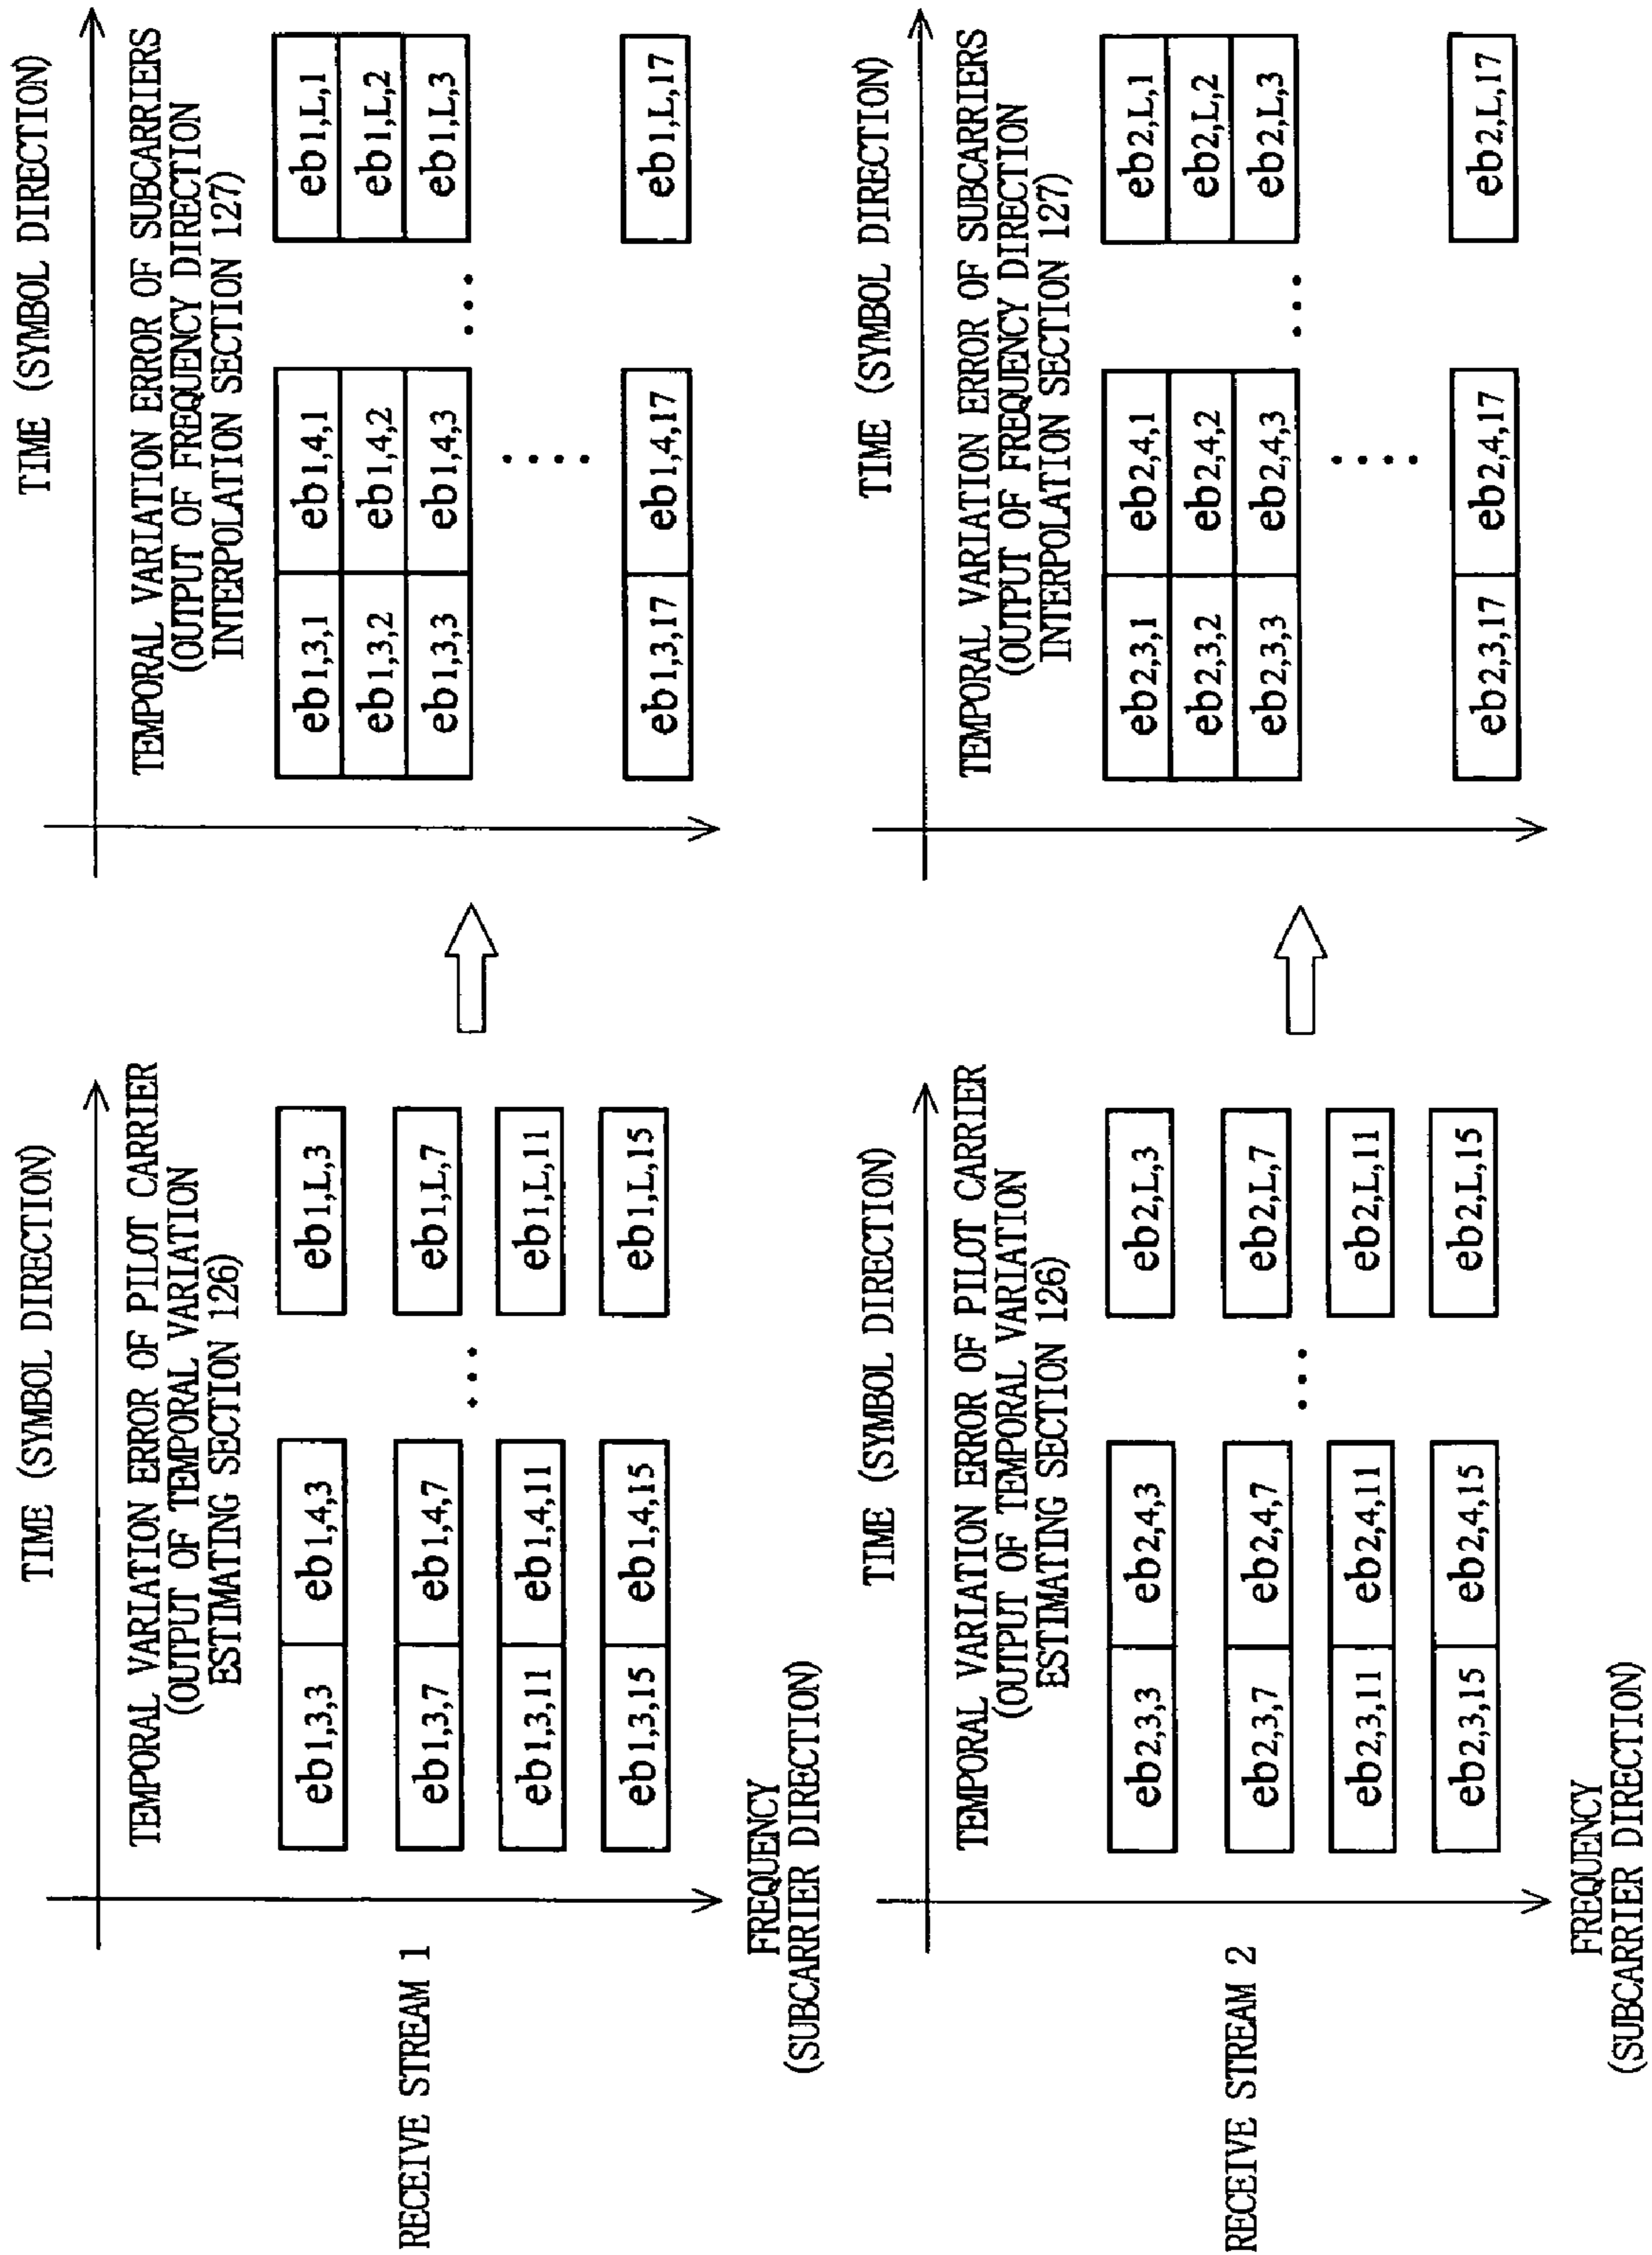 RECEIVE STREAM 1
TIME (SYMBOL DIRECTION)
TEMPORAL VARIATION ERROR OF PILOT CARRIER
(OUTPUT OF TEMPORAL VARIATION
ESTIMATING SECTION 126)
eb1,3,3 eb1,4,3 eb1,L,3
eb1,3,7 eb1,4,7 eb1,L,7
eb1,3,11 eb1,4,11 ... eb1,L,11
eb1,3,15 eb1,4,15 eb1,L,15
FREQUENCY
(SUBCARRIER DIRECTION)
TIME (SYMBOL DIRECTION)
TEMPORAL VARIATION ERROR OF SUBCARRIERS
(OUTPUT OF FREQUENCY DIRECTION
INTERPOLATION SECTION 127)
eb1,3,1 eb1,4,1 eb1,L,1
eb1,3,2 eb1,4,2 eb1,L,2
eb1,3,3 eb1,4,3 ... eb1,L,3
....
eb1,3,17 eb1,4,17 eb1,L,17
RECEIVE STREAM 2
TIME (SYMBOL DIRECTION)
TEMPORAL VARIATION ERROR OF PILOT CARRIER
(OUTPUT OF TEMPORAL VARIATION
ESTIMATING SECTION 126)
eb2,3,3 eb2,4,3 eb2,L,3
eb2,3,7 eb2,4,7 eb2,L,7
eb2,3,11 eb2,4,11 ... eb2,L,11
eb2,3,15 eb2,4,15 eb2,L,15
FREQUENCY
(SUBCARRIER DIRECTION)
TIME (SYMBOL DIRECTION)
TEMPORAL VARIATION ERROR OF SUBCARRIERS
(OUTPUT OF FREQUENCY DIRECTION
INTERPOLATION SECTION 127)
eb2,3,1 eb2,4,1 eb2,L,1
eb2,3,2 eb2,4,2 eb2,L,2
eb2,3,3 eb2,4,3 ... eb2,L,3
....
eb2,3,17 eb2,4,17 eb2,L,17